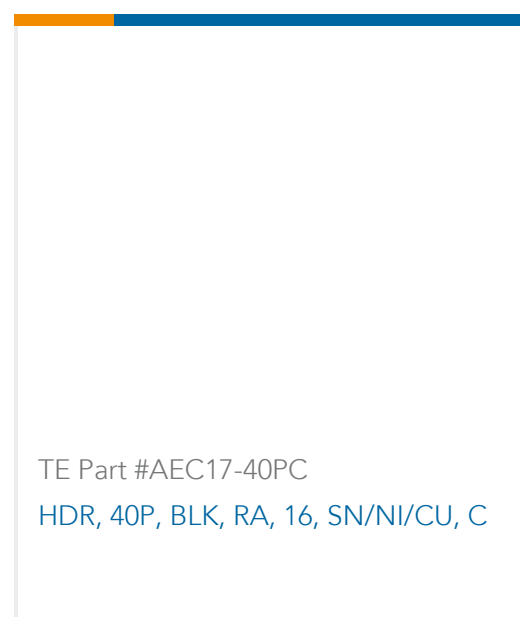 TE Part #AEC17-40PC
HDR, 40P, BLK, RA, 16, SN/NI/CU, C